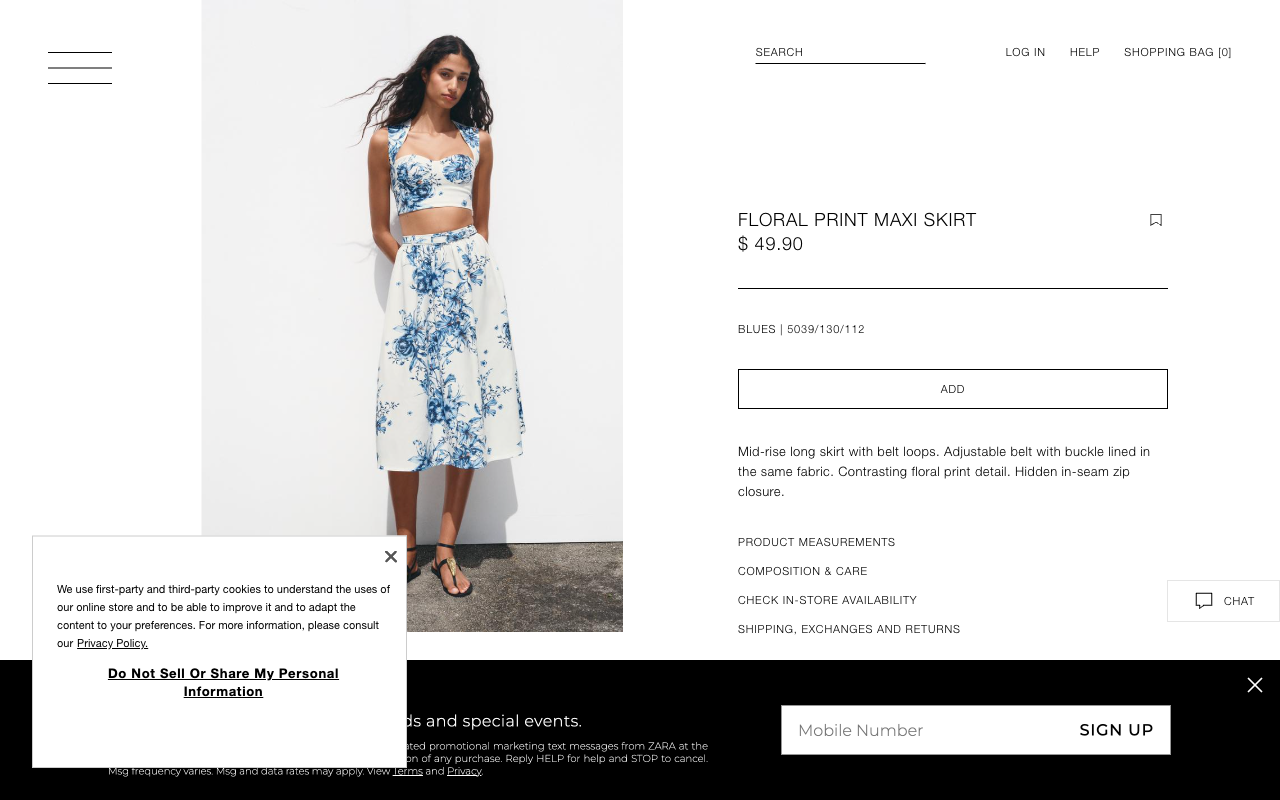 SEARCH
LOG IN
HELP
SHOPPING BAG [0]
FLORAL PRINT MAXI SKIRT
$ 49.90
BLUES | 5039/130/112
ADD
Mid-rise long skirt with belt loops. Adjustable belt with buckle lined in
the same fabric. Contrasting floral print detail. Hidden in-seam zip
closure.
PRODUCT MEASUREMENTS
COMPOSITION & CARE
CHECK IN-STORE AVAILABILITY
SHIPPING, EXCHANGES AND RETURNS
CHAT
We use first-party and third-party cookies to understand the uses of
our online store and to be able to improve it and to adapt the
content to your preferences. For more information, please consult
our Privacy Policy.
Do Not Sell Or Share My Personal
Information
and special events.
promotional marketing text messages from ZARA at the
of any purchase. Reply HELP for help and STOP to cancel.
Msg frequency varies. Msg and data rates may apply. View Terms and Privacy.
Mobile Number
SIGN UP